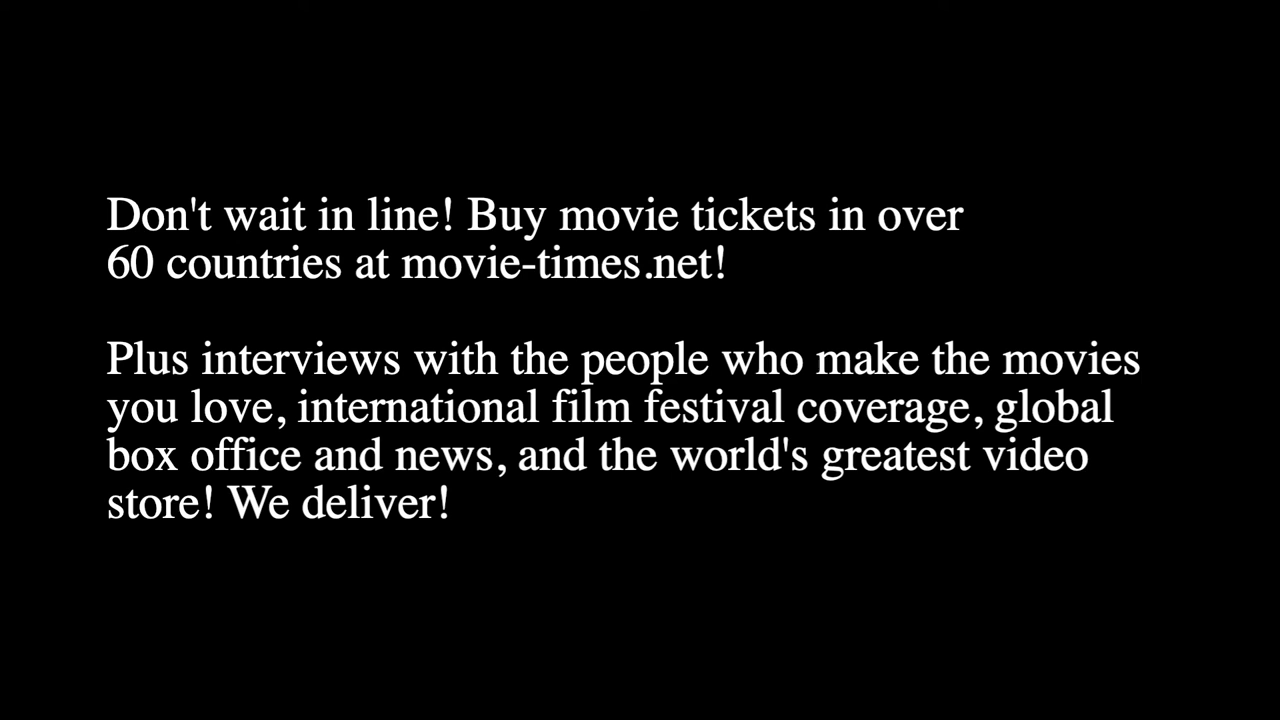 Don't wait in line! Buy movie tickets in over
60 countries at movie-times.net!
Plus interviews with the people who make the movies
you love, international film festival coverage, global
box office and news, and the world's greatest video
store! We deliver!